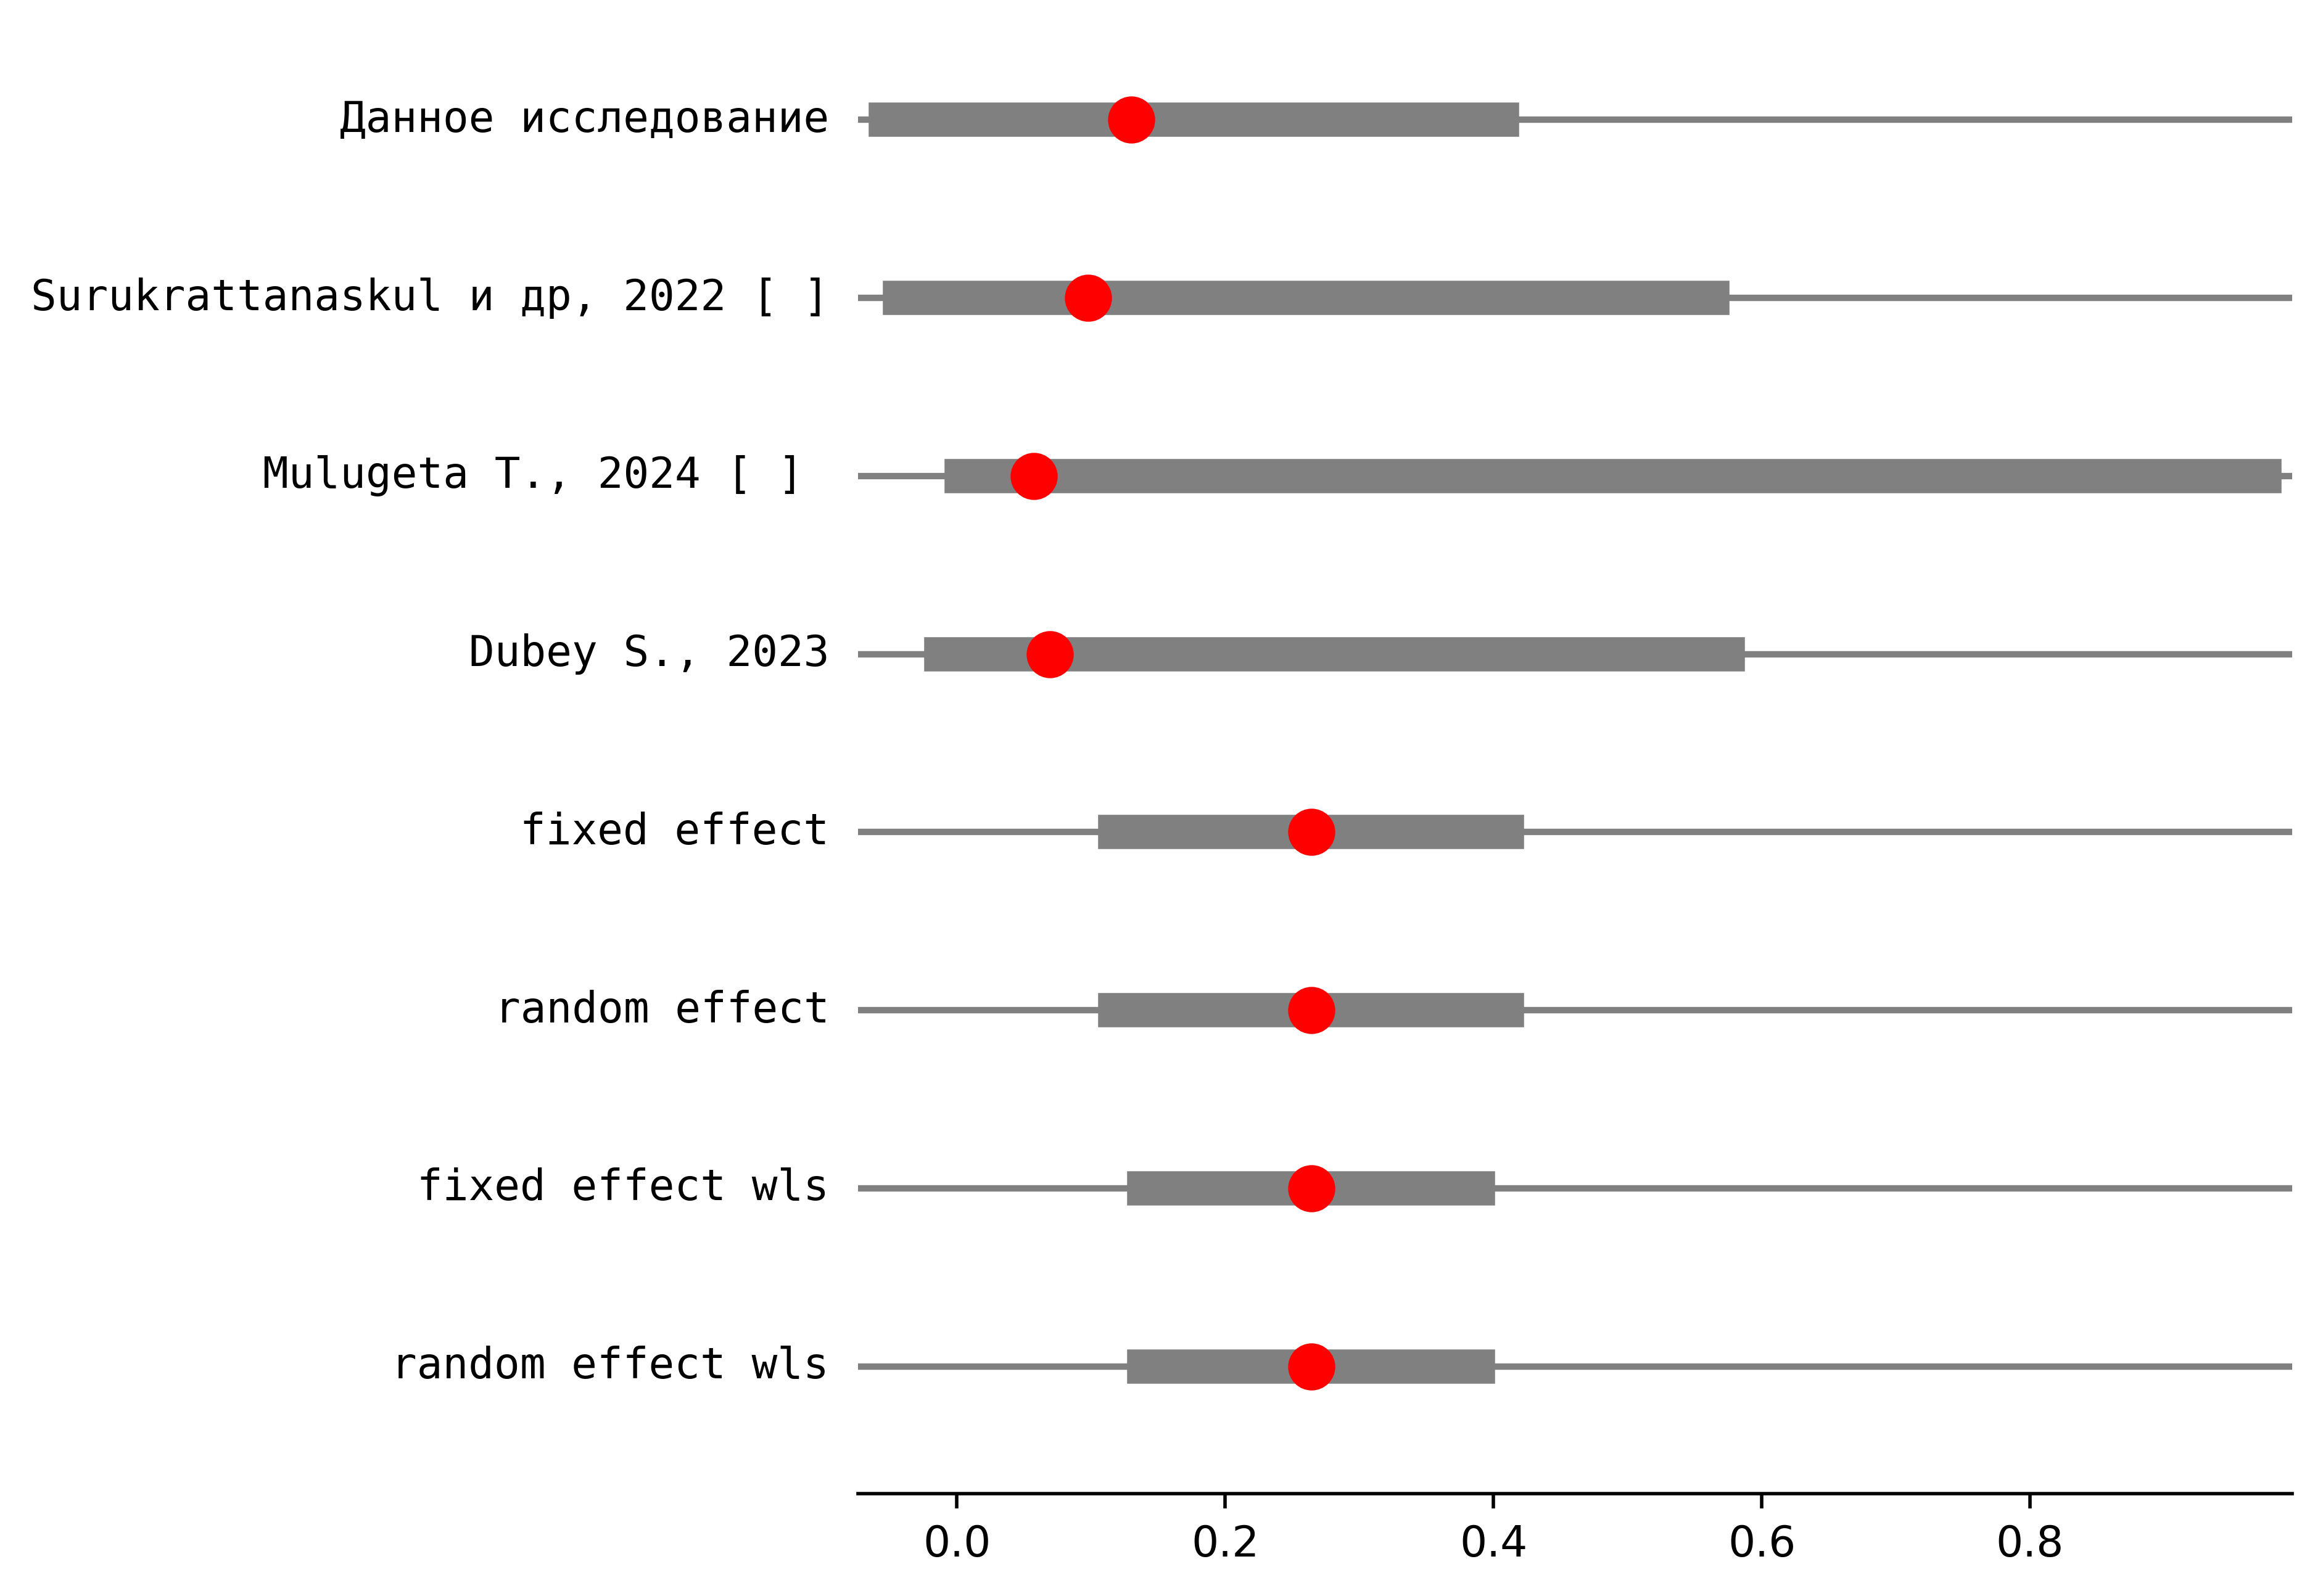 Данное исследование
Surukrattanaskul и др, 2022 [ ]
Mulugeta T., 2024 [ ]
Dubey S., 2023
fixed effect
random effect
fixed effect wls
random effect wls
0.0 0.2 0.4 0.6 0.8